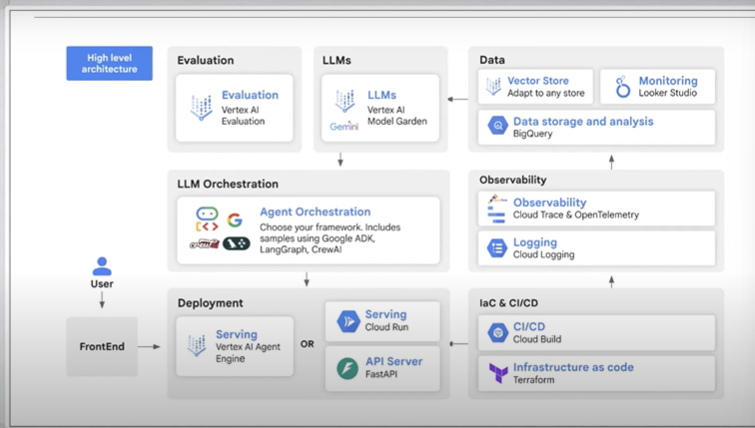 High level
architecture
Evaluation
Evaluation
Vertex AI
Evaluation
LLMs
LLMs
Vertex AI
Model Garden
Gemini
Data
Vector Store
Adapt to any store
Monitoring
Looker Studio
Data storage and analysis
BigQuery
LLM Orchestration
Agent Orchestration
Choose your framework. Includes
samples using Google ADK,
LangGraph, CrewAI
Observability
Observability
Cloud Trace & OpenTelemetry
Logging
Cloud Logging
User
FrontEnd
Deployment
Serving
Vertex AI Agent
Engine
OR
Serving
Cloud Run
API Server
FastAPI
IaC & CI/CD
CI/CD
Cloud Build
Infrastructure as code
Terraform